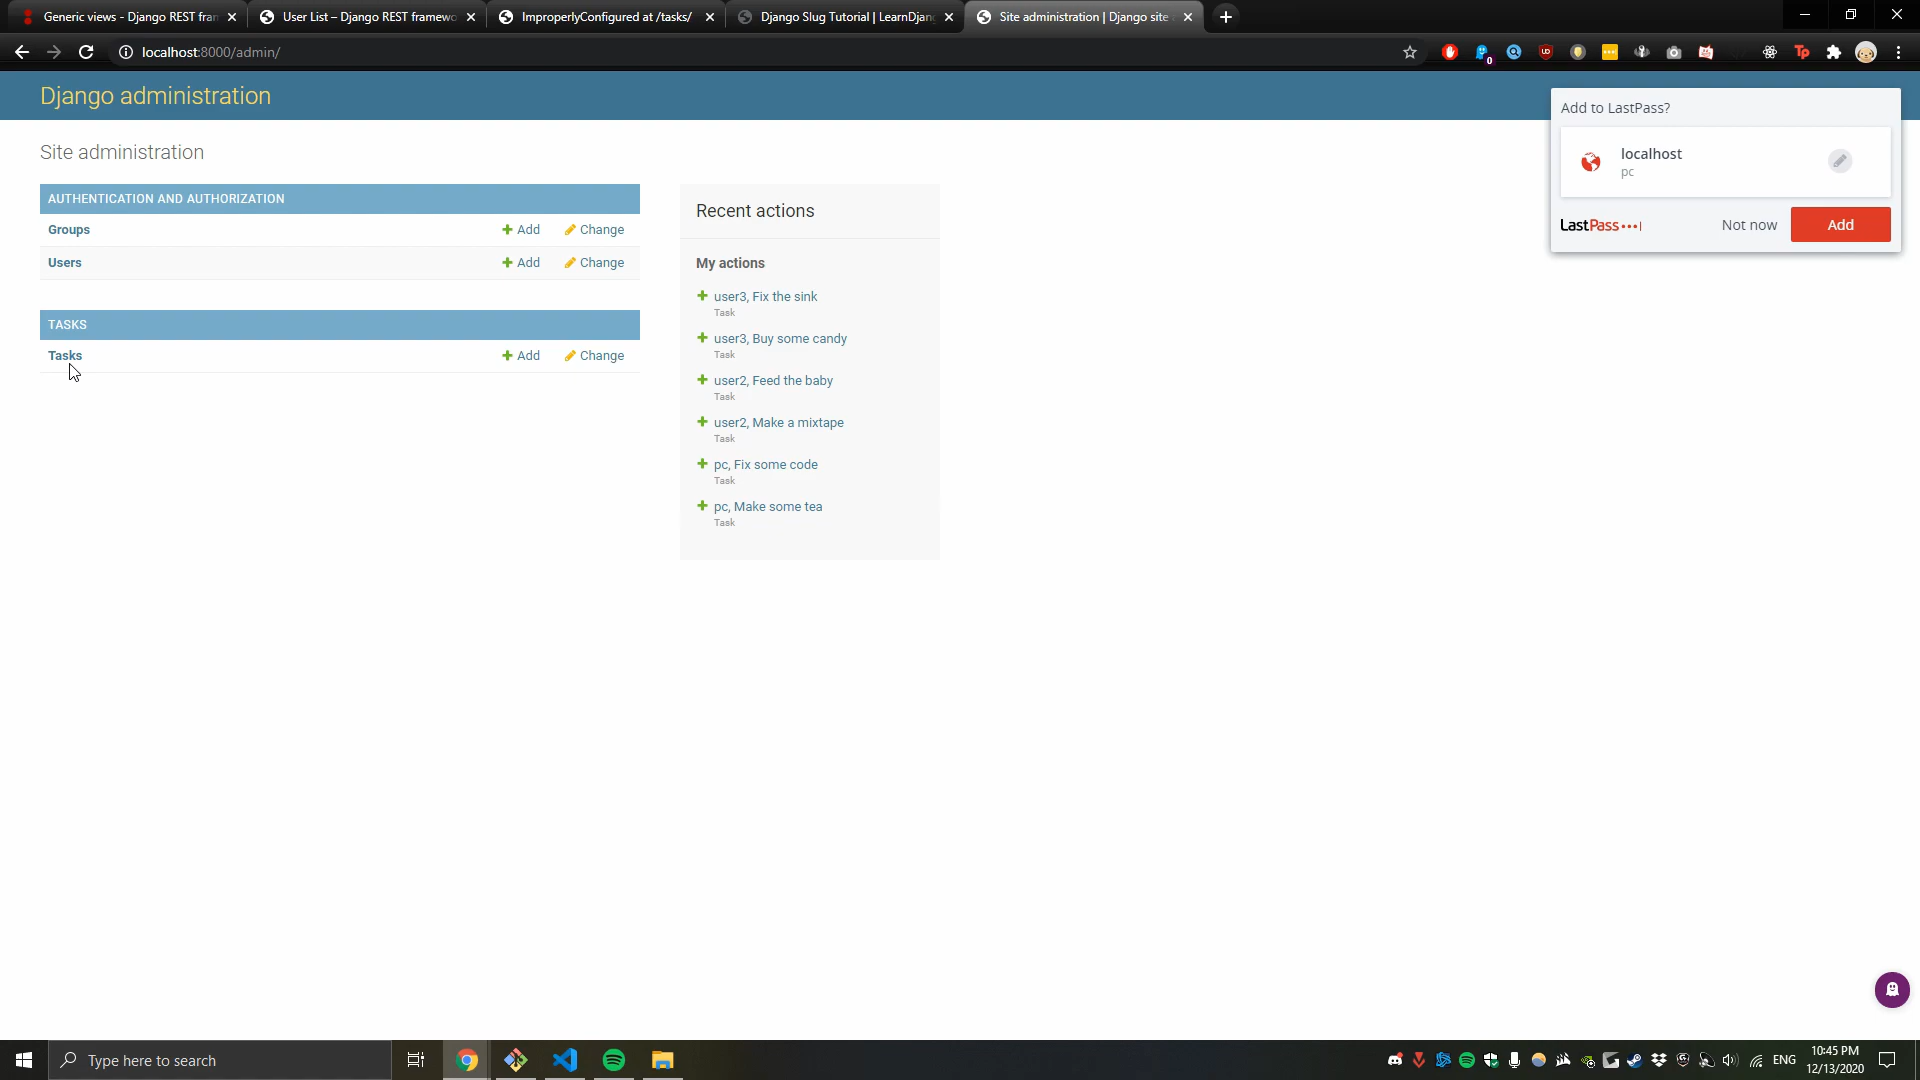 Generic views - Django REST fran
User List – Django REST framewo
ImproperlyConfigured at /tasks/
Django Slug Tutorial | LearnDjan
Site administration | Django site
localhost:8000/admin/
0
Django administration
Add to LastPass?
localhost
pc
LastPass
Not now
Add
Site administration
AUTHENTICATION AND AUTHORIZATION
Groups Add Change
Users Add Change
TASKS
Tasks Add Change
Recent actions
My actions
user3, Fix the sink
Task
user3, Buy some candy
Task
user2, Feed the baby
Task
user2, Make a mixtape
Task
pc, Fix some code
Task
pc, Make some tea
Task
Type here to search
ENG
10:45 PM
12/13/2020